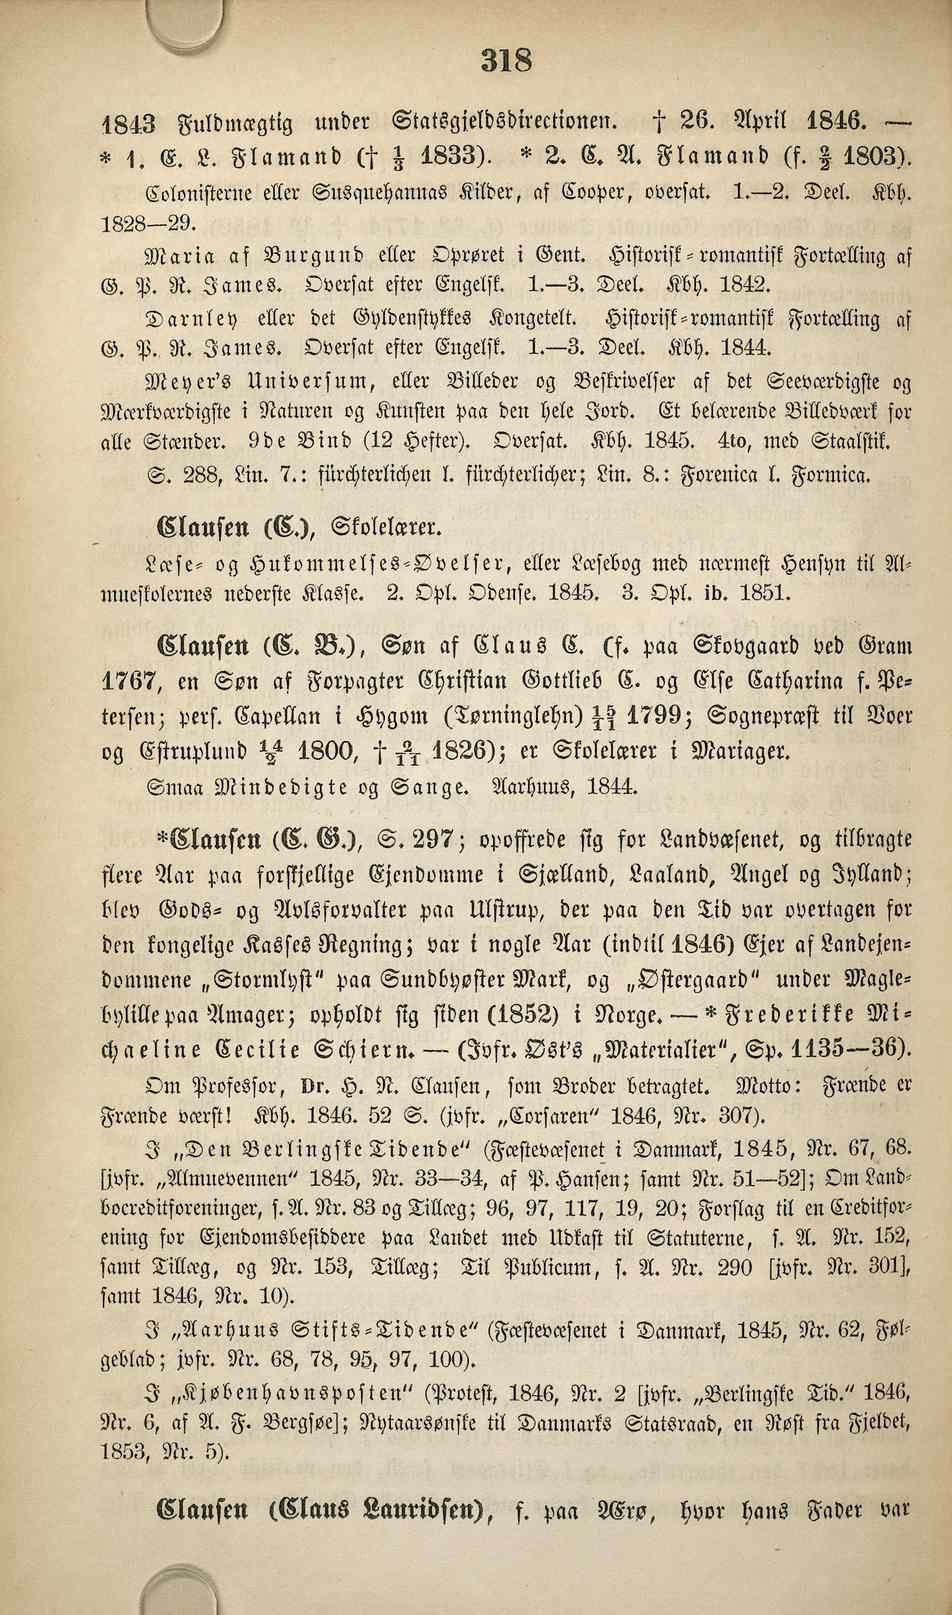 318
1843 Fuldmægtig under Statsgjeldsdirectionen. † 26. April 1846. —
* 1. E. L. Flamand († 1/3 1833). * 2. C. A. Flamand (f. 2/2 1803).
Colonisterne eller Susquehannas Kilder, af Cooper, oversat. 1.—2. Deel. Kbh.
1828—29.
Maria af Burgund eller Oprøret i Gent. Historisk-romantisk Fortælling af
G. P. R. James. Oversat efter Engelsk. 1.—3. Deel. Kbh. 1842.
Darnley eller det Gyldenstykkes Kongetelt. Historisk-romantisk Fortælling af
G. P. R. James. Oversat efter Engelsk. 1.—3. Deel. Kbh. 1844.
Meyer's Universum, eller Billeder og Beskrivelser af det Seeværdigste og
Mærkværdigste i Naturen og Kunsten paa den hele Jord. Et belærende Billedværk for
alle Stænder. 9de Bind (12 Hefter). Oversat. Kbh. 1845. 4to, med Staalstik.
S. 288, Lin. 7.: fürchterlichen l. fürchterlicher; Lin. 8.: Forenica l. Formica.
Clausen (C.), Skolelærer.
Læse- og Hukommelses-Øvelser, eller Læsebog med nærmest Hensyn til Al-
mueskolernes nederste Klasse. 2. Opl. Odense. 1845. 3. Opl. ib. 1851.
Clausen (C. B.), Søn af Claus C. (f. paa Skovgaard ved Gram
1767, en Søn af Forpagter Christian Gottlieb C. og Else Catharina f. Pe-
tersen; pers. Capellan i Hygom (Tørninglehn) 15/11 1799; Sognepræst til Voer
og Estruplund 14/2 1800, † 2/11 1826); er Skolelærer i Mariager.
Smaa Mindedigte og Sange. Aarhuus, 1844.
*Clausen (C. G.), S. 297; opoffrede sig for Landvæsenet, og tilbragte
flere Aar paa forskjellige Ejendomme i Sjælland, Laaland, Angel og Jylland;
blev Gods- og Avlsforvalter paa Ulstrup, der paa den Tid var overtagen for
den kongelige Kasses Regning; var i nogle Aar (indtil 1846) Ejer af Landejen-
dommene „Stormlyst" paa Sundbyøster Mark, og „Østergaard" under Magle-
bylille paa Amager; opholdt sig siden (1852) i Norge. — * Frederikke Mi-
chaeline Cecilie Schiern. — (Jvfr. Øst's „Materialier", Sp. 1135—36).
Om Professor, Dr. H. N. Clausen, som Broder betragtet. Motto: Frænde er
Frænde værst! Kbh. 1846. 52 S. (jvfr. „Corsaren" 1846, Nr. 307).
I „Den Berlingske Tidende" (Fæstevæsenet i Danmark, 1845, Nr. 67, 68.
[jvfr. „Almuevennen" 1845, Nr. 33—34, af P. Hansen; samt Nr. 51—52]; Om Land-
bocreditforeninger, s. A. Nr. 83 og Tillæg; 96, 97, 117, 19, 20; Forslag til en Creditfor-
ening for Ejendomsbesiddere paa Landet med Udkast til Statuterne, s. A. Nr. 152,
samt Tillæg, og Nr. 153, Tillæg; Til Publicum, s. A. Nr. 290 [jvfr. Nr. 301],
samt 1846, Nr. 10).
I „Aarhuus Stifts-Tidende" (Fæstevæsenet i Danmark, 1845, Nr. 62, Føl-
geblad; jvfr. Nr. 68, 78, 95, 97, 100).
I „Kjøbenhavnsposten" (Protest, 1846, Nr. 2 [jvfr. „Berlingske Tid." 1846,
Nr. 6, af A. F. Bergsøe]; Nytaarsønske til Danmarks Statsraad, en Røst fra Fjeldet,
1853, Nr. 5).
Clausen (Claus Lauridsen), f. paa Ærø, hvor hans Fader var